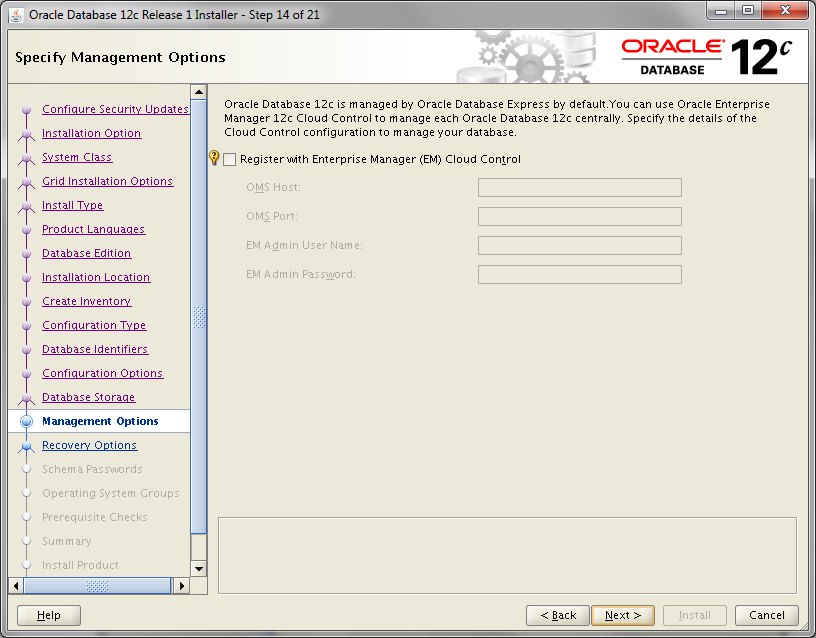 Oracle Database 12c Release 1 Installer - Step 14 of 21
Specify Management Options
ORACLE
DATABASE
12c
Configure Security Updates
Installation Option
System Class
Grid Installation Options
Install Type
Product Languages
Database Edition
Installation Location
Create Inventory
Configuration Type
Database Identifiers
Configuration Options
Database Storage
Management Options
Recovery Options
Schema Passwords
Operating System Groups
Prerequisite Checks
Summary
Install Product
Oracle Database 12c is managed by Oracle Database Express by default.You can use Oracle Enterprise
Manager 12c Cloud Control to manage each Oracle Database 12c centrally. Specify the details of the
Cloud Control configuration to manage your database.
Register with Enterprise Manager (EM) Cloud Control
OMS Host:
OMS Port:
EM Admin User Name:
EM Admin Password:
Help
< Back
Next >
Install
Cancel